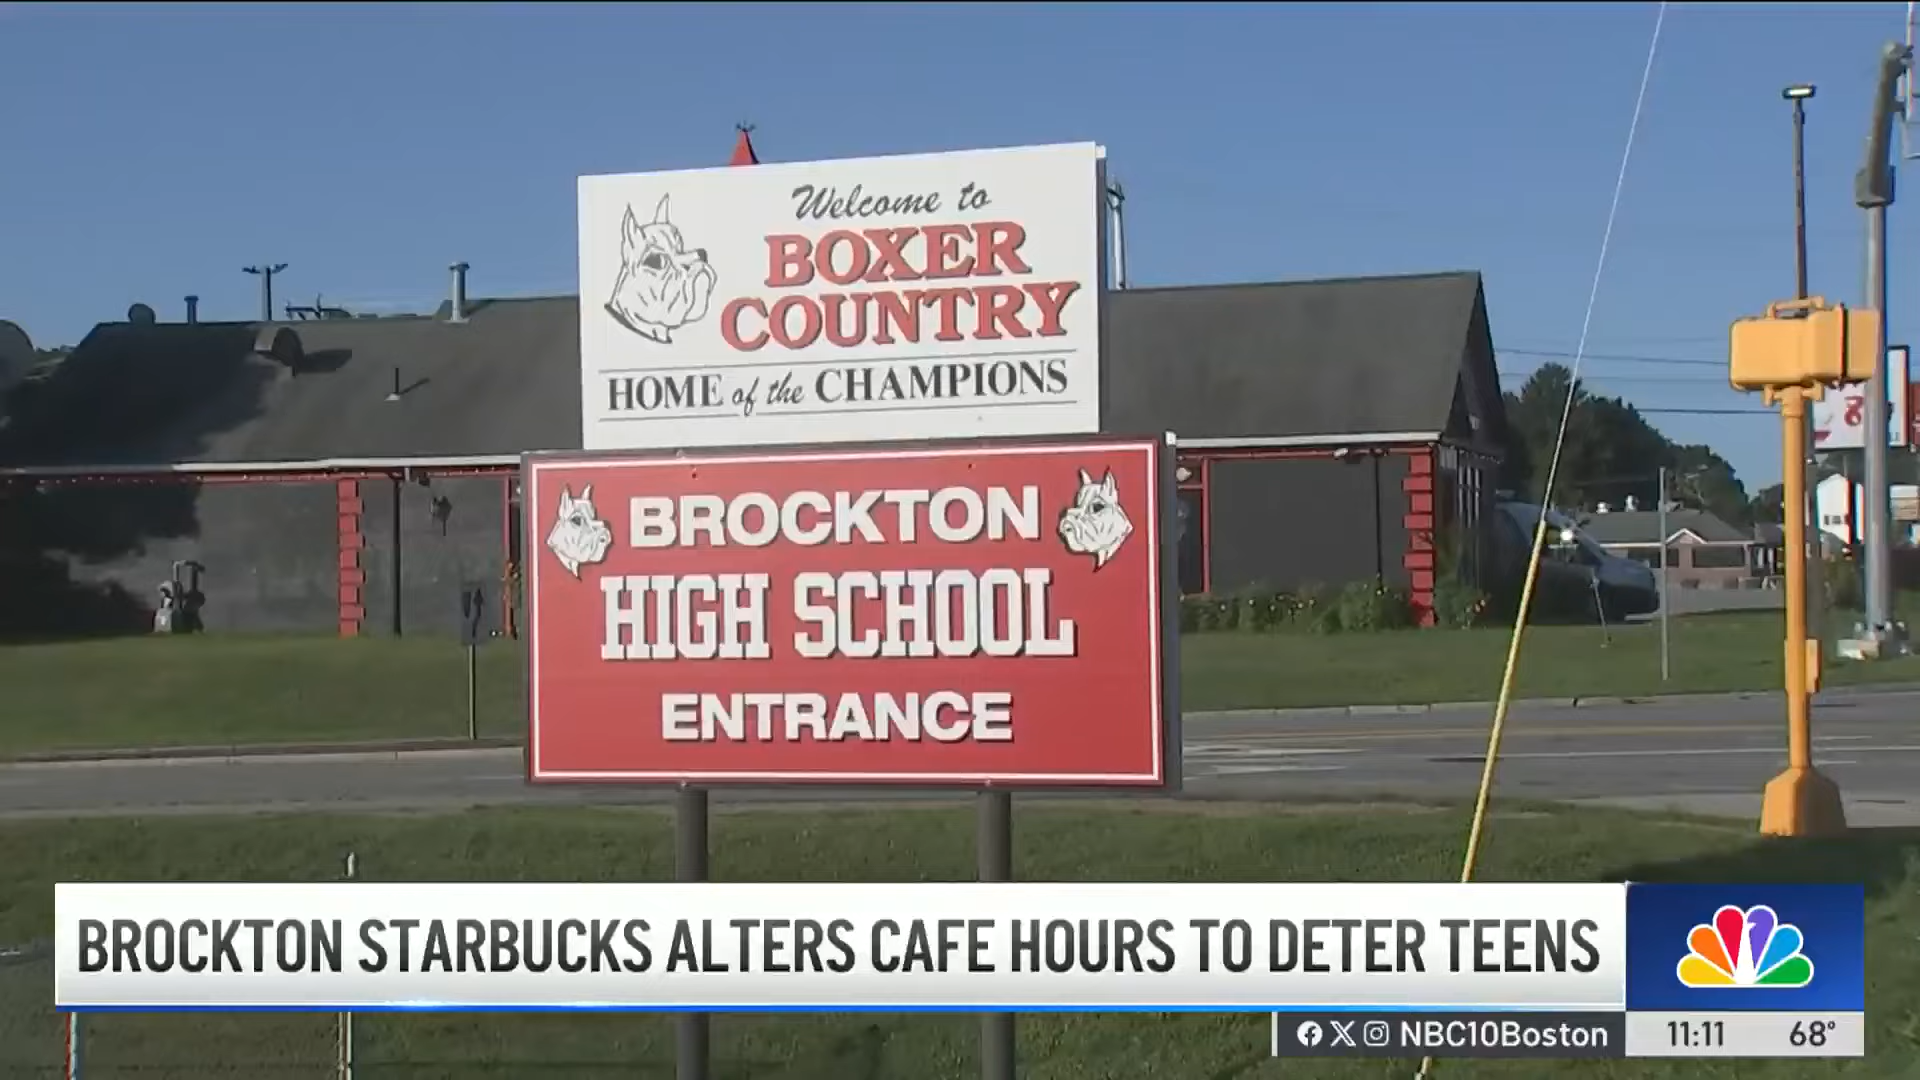 Welcome to
BOXER
COUNTRY
HOME of the CHAMPIONS
BROCKTON
HIGH SCHOOL
ENTRANCE
8
BROCKTON STARBUCKS ALTERS CAFE HOURS TO DETER TEENS
NBC10Boston
11:11 68°